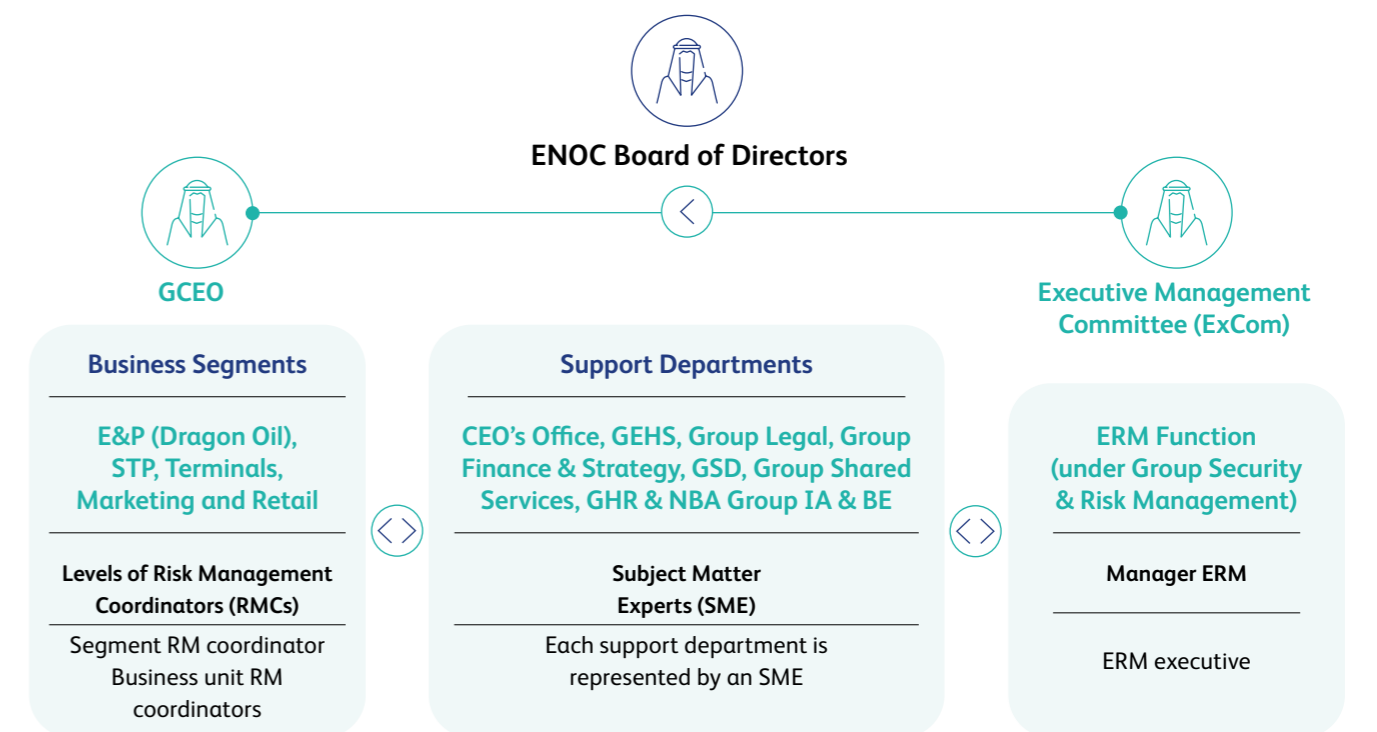 ENOC Board of Directors
GCEO
Executive Management
Committee (ExCom)
Business Segments
E&P (Dragon Oil),
STP, Terminals,
Marketing and Retail
Levels of Risk Management
Coordinators (RMCs)
Segment RM coordinator
Business unit RM
coordinators
Support Departments
CEO's Office, GEHS, Group Legal, Group
Finance & Strategy, GSD, Group Shared
Services, GHR & NBA Group IA & BE
Subject Matter
Experts (SME)
Each support department is
represented by an SME
ERM Function
(under Group Security
& Risk Management)
Manager ERM
ERM executive